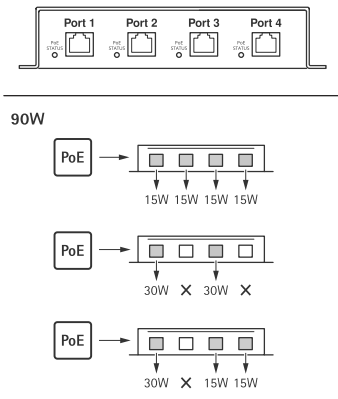 Port 1 Port 2 Port 3 Port 4
PoE PoE PoE PoE
STATUS STATUS STATUS STATUS
90W
PoE
15W 15W 15W 15W
PoE
30W X 30W X
PoE
30W X 15W 15W